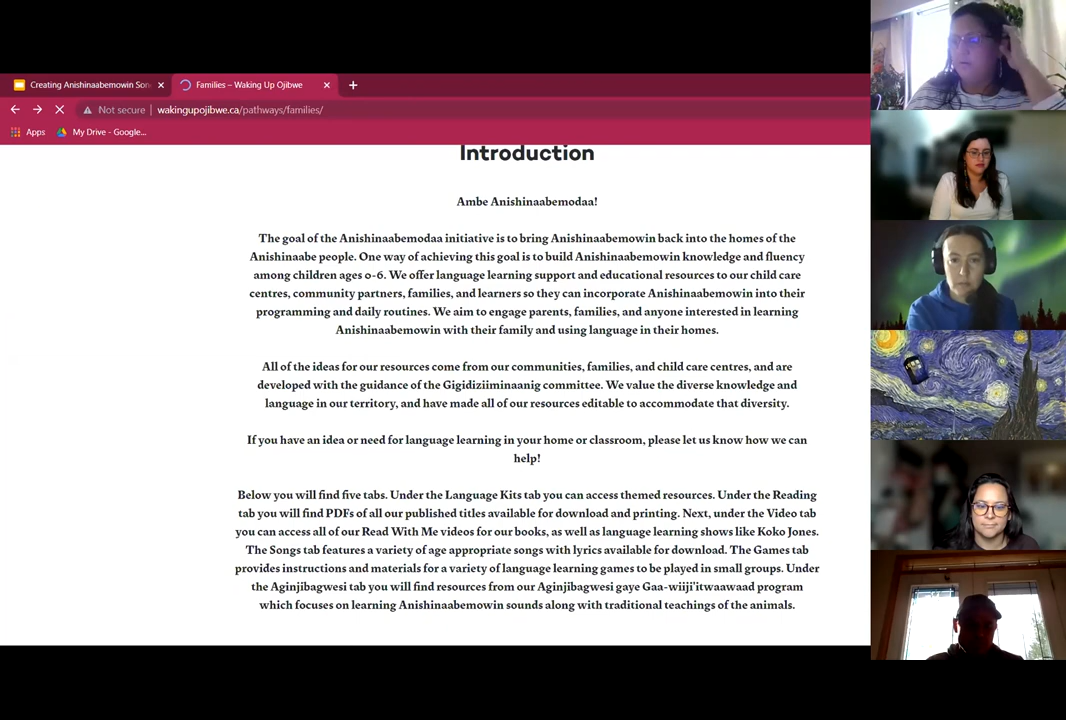 Creating Anishinaabemowin Son
Families – Waking Up Ojibwe
Not secure
wakingupojibwe.ca/pathways/families/
Apps
My Drive - Google...
Introduction
Ambe Anishinaabemodaa!
The goal of the Anishinaabemodaa initiative is to bring Anishinaabemowin back into the homes of the
Anishinaabe people. One way of achieving this goal is to build Anishinaabemowin knowledge and fluency
among children ages 0-6. We offer language learning support and educational resources to our child care
centres, community partners, families, and learners so they can incorporate Anishinaabemowin into their
programming and daily routines. We aim to engage parents, families, and anyone interested in learning
Anishinaabemowin with their family and using language in their homes.
All of the ideas for our resources come from our communities, families, and child care centres, and are
developed with the guidance of the Gigidiziiminaanig committee. We value the diverse knowledge and
language in our territory, and have made all of our resources editable to accommodate that diversity.
If you have an idea or need for language learning in your home or classroom, please let us know how we can
help!
Below you will find five tabs. Under the Language Kits tab you can access themed resources. Under the Reading
tab you will find PDFs of all our published titles available for download and printing. Next, under the Video tab
you can access all of our Read With Me videos for our books, as well as language learning shows like Koko Jones.
The Songs tab features a variety of age appropriate songs with lyrics available for download. The Games tab
provides instructions and materials for a variety of language learning games to be played in small groups. Under
the Aginjibagwesi tab you will find resources from our Aginjibagwesi gaye Gaa-wiiji'itwaawaad program
which focuses on learning Anishinaabemowin sounds along with traditional teachings of the animals.